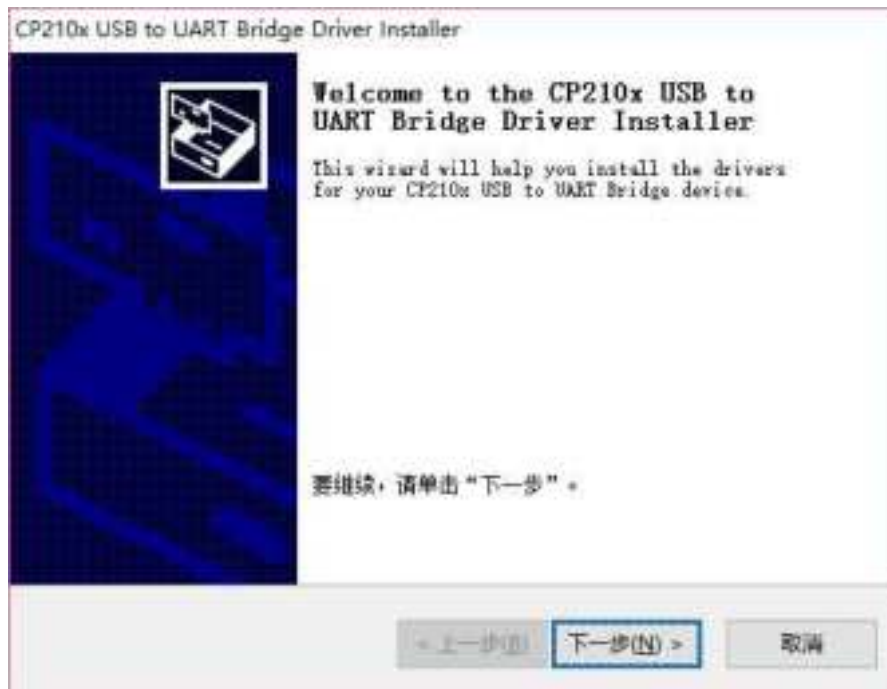 CP210x USB to UART Bridge Driver Installer
Welcome to the CP210x USB to
UART Bridge Driver Installer
This wizard will help you install the drivers
for your CP210x USB to UART Bridge device.
要继续，请单击“下一步”。
< 上一步(B)
下一步(N) >
取消